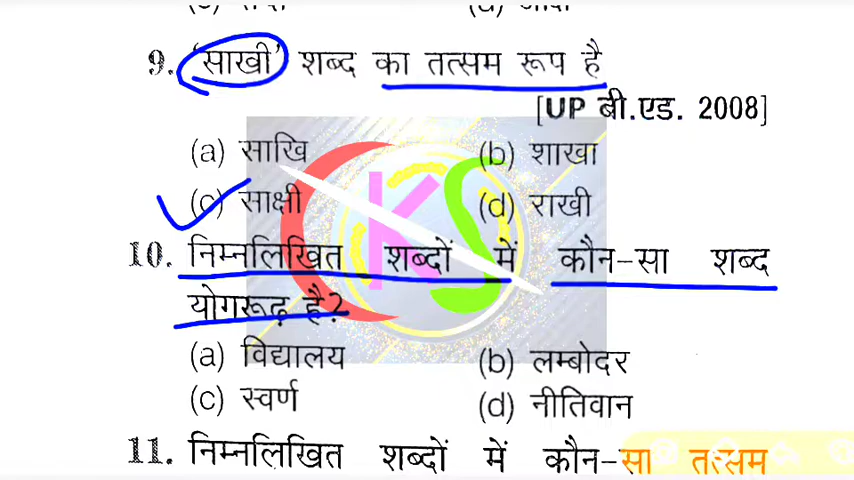 9. 'साखी' शब्द का तत्सम रूप है
[UP बी.एड. 2008]
(a) साखि (b) शाखा
(c) साक्षी (d) राखी
10. निम्नलिखित शब्दों में कौन-सा शब्द
योगरूढ़ है?
(a) विद्यालय (b) लम्बोदर
(c) स्वर्ण (d) नीतिवान
11. निम्नलिखित शब्दों में कौन-सा तत्सम